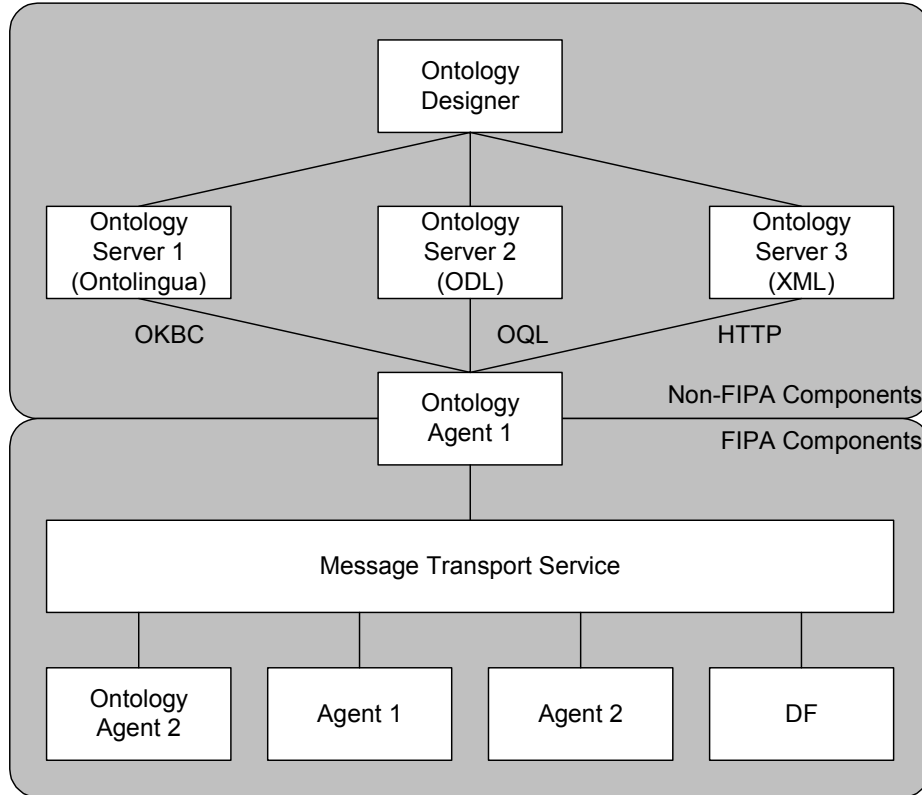 Ontology
Designer
Ontology
Server 1
(Ontolingua)
Ontology
Server 2
(ODL)
Ontology
Server 3
(XML)
OKBC
OQL
HTTP
Ontology
Agent 1
Non-FIPA Components
FIPA Components
Message Transport Service
Ontology
Agent 2
Agent 1
Agent 2
DF